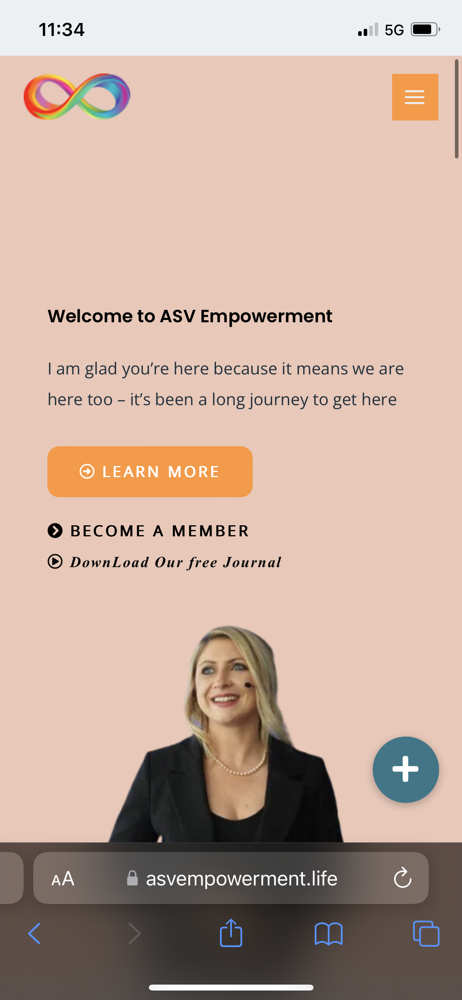 11:34
5G
Welcome to ASV Empowerment
I am glad you’re here because it means we are
here too – it’s been a long journey to get here
LEARN MORE
BECOME A MEMBER
DownLoad Our free Journal
AA
asvempowerment.life